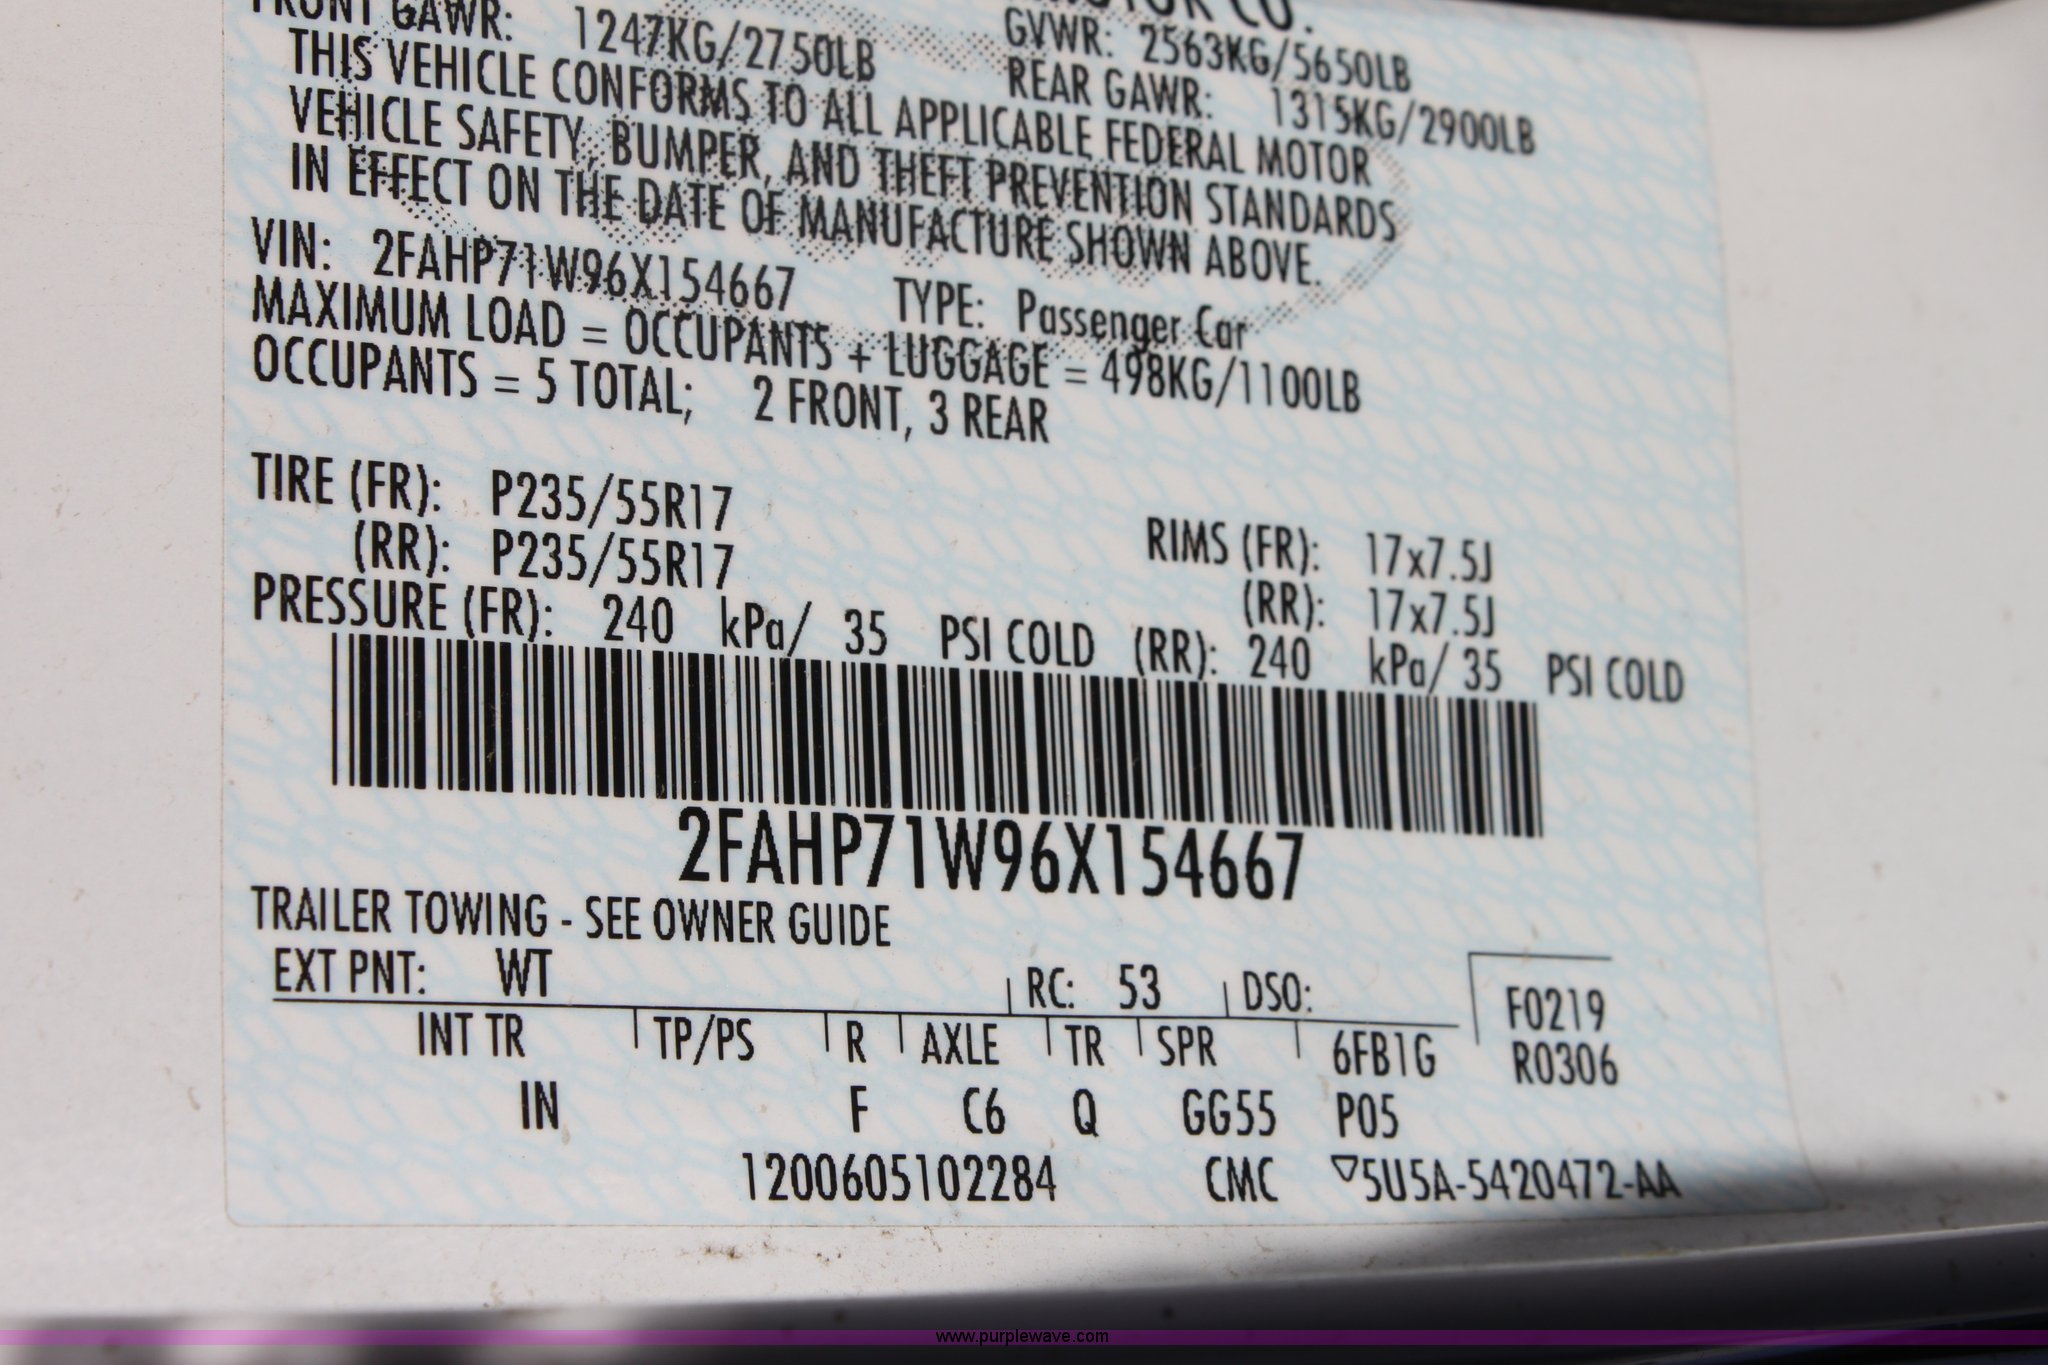 FRONT GAWR: 1247KG/2750LB
MOTOR CO.
GVWR: 2563KG/5650LB
REAR GAWR: 1315KG/2900LB
THIS VEHICLE CONFORMS TO ALL APPLICABLE FEDERAL MOTOR
VEHICLE SAFETY, BUMPER, AND THEFT PREVENTION STANDARDS
IN EFFECT ON THE DATE OF MANUFACTURE SHOWN ABOVE.
VIN: 2FAHP71W96X154667 TYPE: Passenger Car
MAXIMUM LOAD = OCCUPANTS + LUGGAGE = 498KG/1100LB
OCCUPANTS = 5 TOTAL; 2 FRONT, 3 REAR
TIRE (FR): P235/55R17 RIMS (FR): 17x7.5J
(RR): P235/55R17 (RR): 17x7.5J
PRESSURE (FR): 240 kPa/ 35 PSI COLD (RR): 240 kPa/ 35 PSI COLD
2FAHP71W96X154667
TRAILER TOWING - SEE OWNER GUIDE
EXT PNT: WT RC: 53 DSO: F0219
INT TR TP/PS R AXLE TR SPR 6FB1G R0306
IN F C6 Q GG55 P05
1200605102284 CMC ▽5U5A-5420472-AA
www.purplewave.com